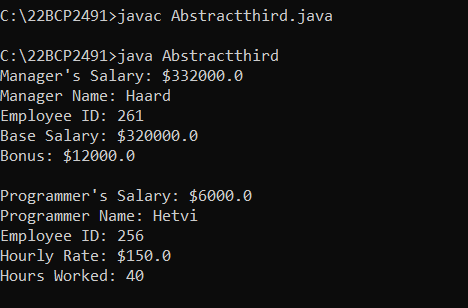 C:\22BCP2491>javac Abstractthird.java
C:\22BCP2491>java Abstractthird
Manager's Salary: $332000.0
Manager Name: Haard
Employee ID: 261
Base Salary: $320000.0
Bonus: $12000.0
Programmer's Salary: $6000.0
Programmer Name: Hetvi
Employee ID: 256
Hourly Rate: $150.0
Hours Worked: 40